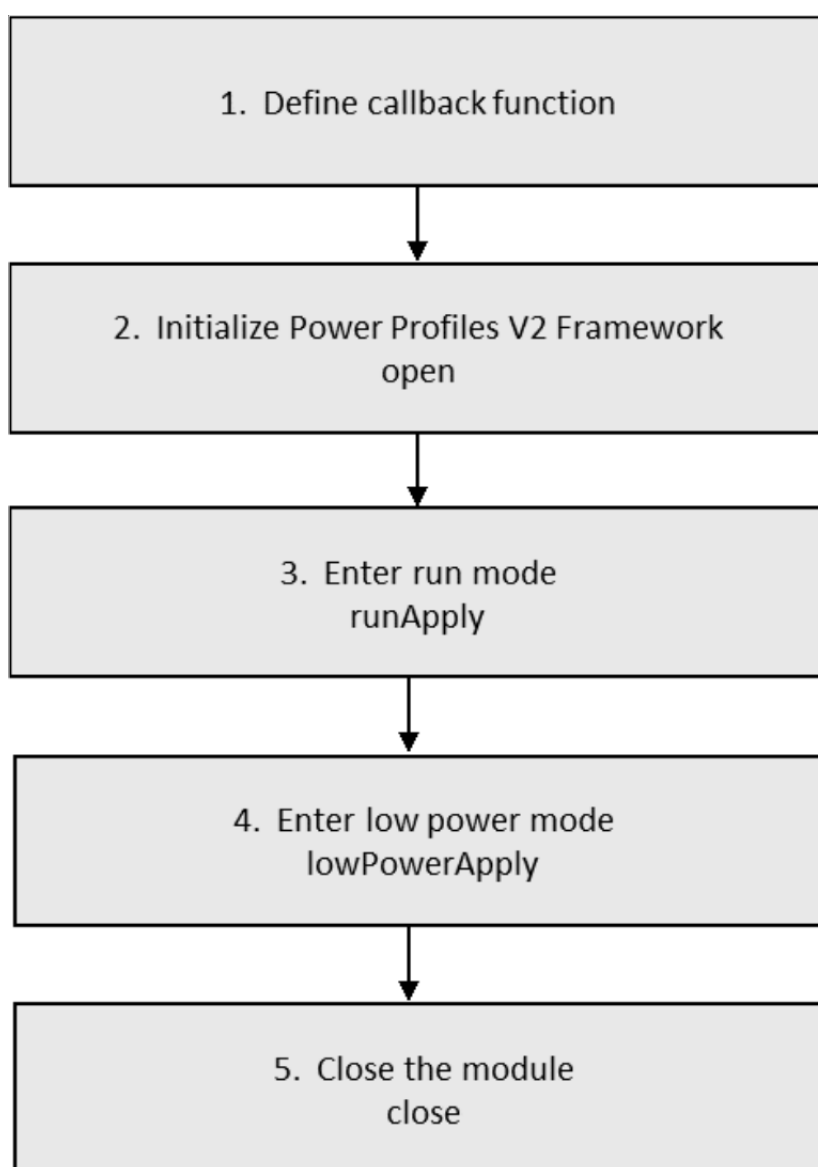 1. Define callback function
2. Initialize Power Profiles V2 Framework
open
3. Enter run mode
runApply
4. Enter low power mode
lowPowerApply
5. Close the module
close